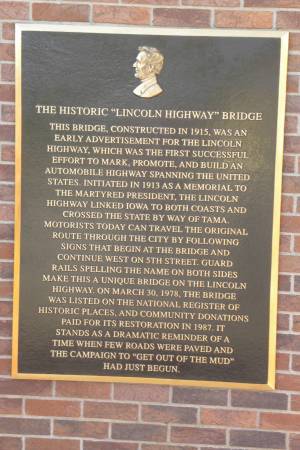 THE HISTORIC "LINCOLN HIGHWAY" BRIDGE
THIS BRIDGE, CONSTRUCTED IN 1915, WAS AN
EARLY ADVERTISEMENT FOR THE LINCOLN
HIGHWAY, WHICH WAS THE FIRST SUCCESSFUL
EFFORT TO MARK, PROMOTE, AND BUILD AN
AUTOMOBILE HIGHWAY SPANNING THE UNITED
STATES. INITIATED IN 1913 AS A MEMORIAL TO
THE MARTYRED PRESIDENT, THE LINCOLN
HIGHWAY LINKED IOWA TO BOTH COASTS AND
CROSSED THE STATE BY WAY OF TAMA.
MOTORISTS TODAY CAN TRAVEL THE ORIGINAL
ROUTE THROUGH THE CITY BY FOLLOWING
SIGNS THAT BEGIN AT THE BRIDGE AND
CONTINUE WEST ON 5TH STREET. GUARD
RAILS SPELLING THE NAME ON BOTH SIDES
MAKE THIS A UNIQUE BRIDGE ON THE LINCOLN
HIGHWAY. ON MARCH 30, 1978, THE BRIDGE
WAS LISTED ON THE NATIONAL REGISTER OF
HISTORIC PLACES, AND COMMUNITY DONATIONS
PAID FOR ITS RESTORATION IN 1987. IT
STANDS AS A DRAMATIC REMINDER OF A
TIME WHEN FEW ROADS WERE PAVED AND
THE CAMPAIGN TO "GET OUT OF THE MUD"
HAD JUST BEGUN.